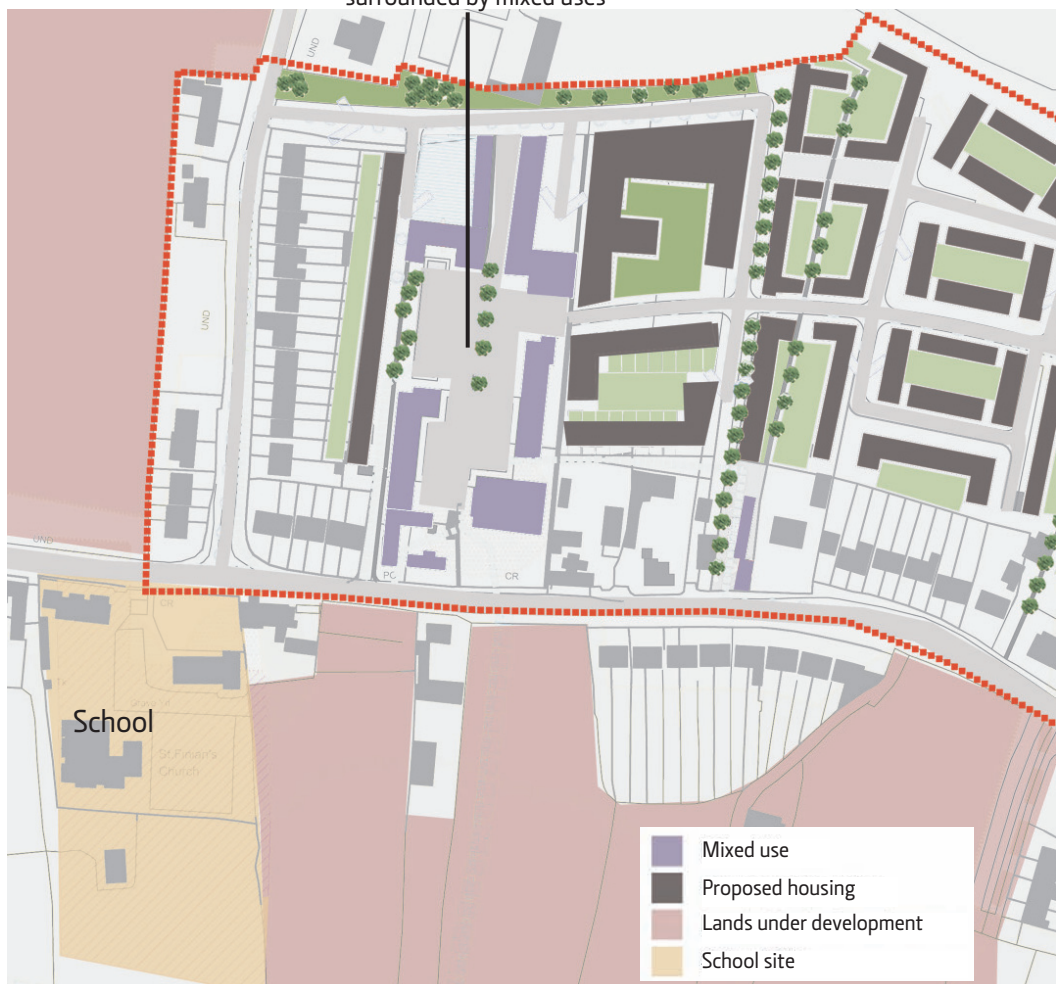 surrounded by mixed uses
UND
UND
UND
PO
CR
CR
School
St Finian's
Church
Mixed use
Proposed housing
Lands under development
School site